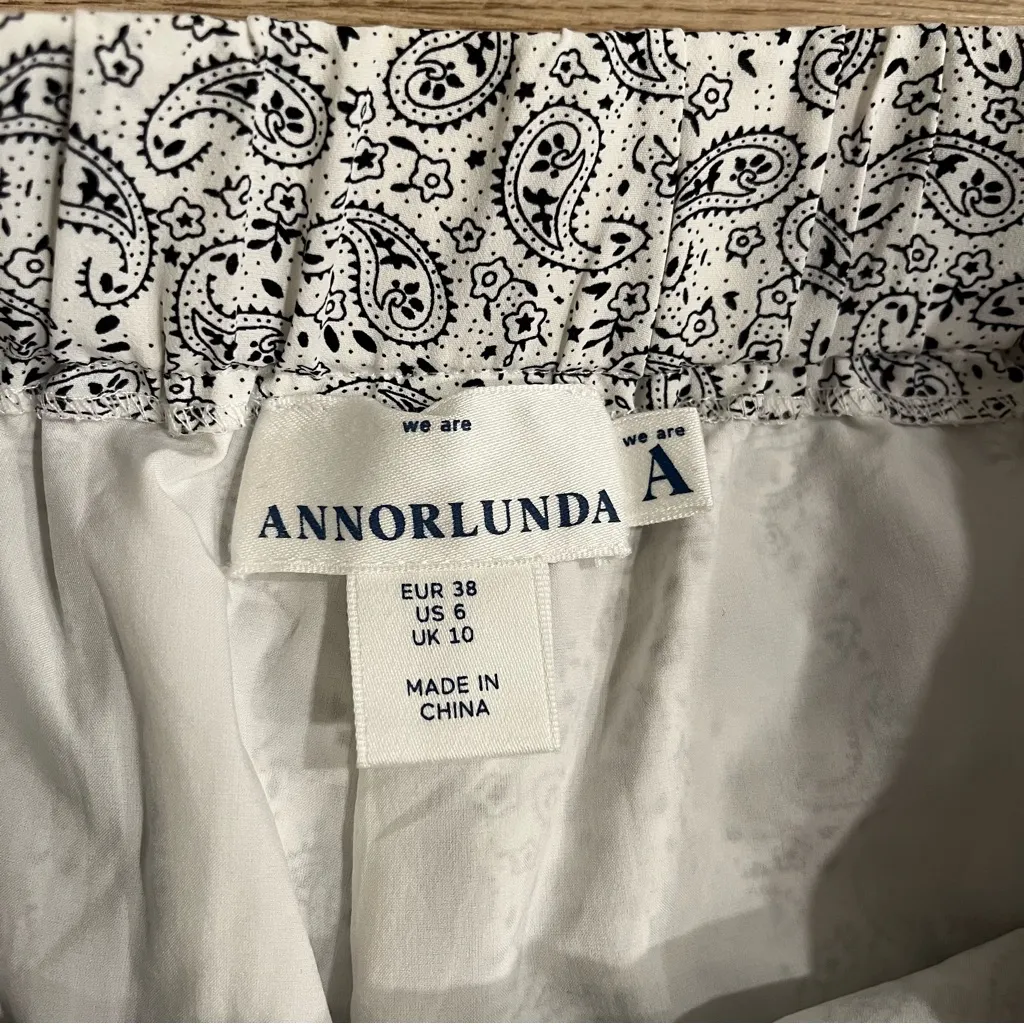 we are
ANNORLUNDA
we are
A
EUR 38
US 6
UK 10
MADE IN
CHINA